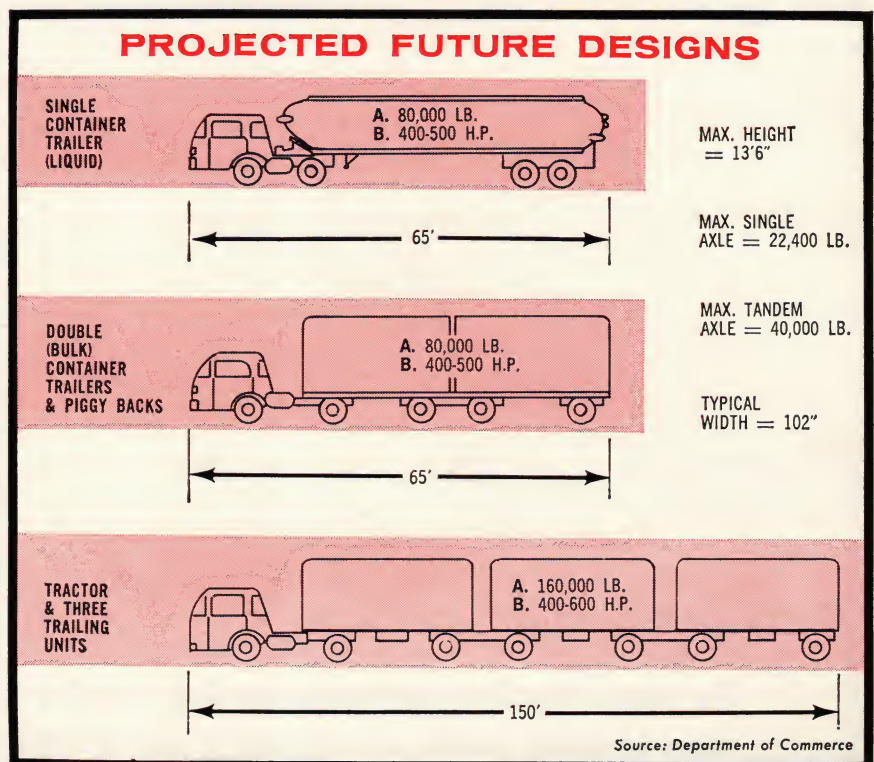 PROJECTED FUTURE DESIGNS
SINGLE
CONTAINER
TRAILER
(LIQUID)
A. 80,000 LB.
B. 400-500 H.P.
65'
MAX. HEIGHT
= 13'6"
MAX. SINGLE
AXLE = 22,400 LB.
MAX. TANDEM
AXLE = 40,000 LB.
TYPICAL
WIDTH = 102"
DOUBLE
(BULK)
CONTAINER
TRAILERS
& PIGGY BACKS
A. 80,000 LB.
B. 400-500 H.P.
65'
TRACTOR
& THREE
TRAILING
UNITS
A. 160,000 LB.
B. 400-600 H.P.
150'
Source: Department of Commerce